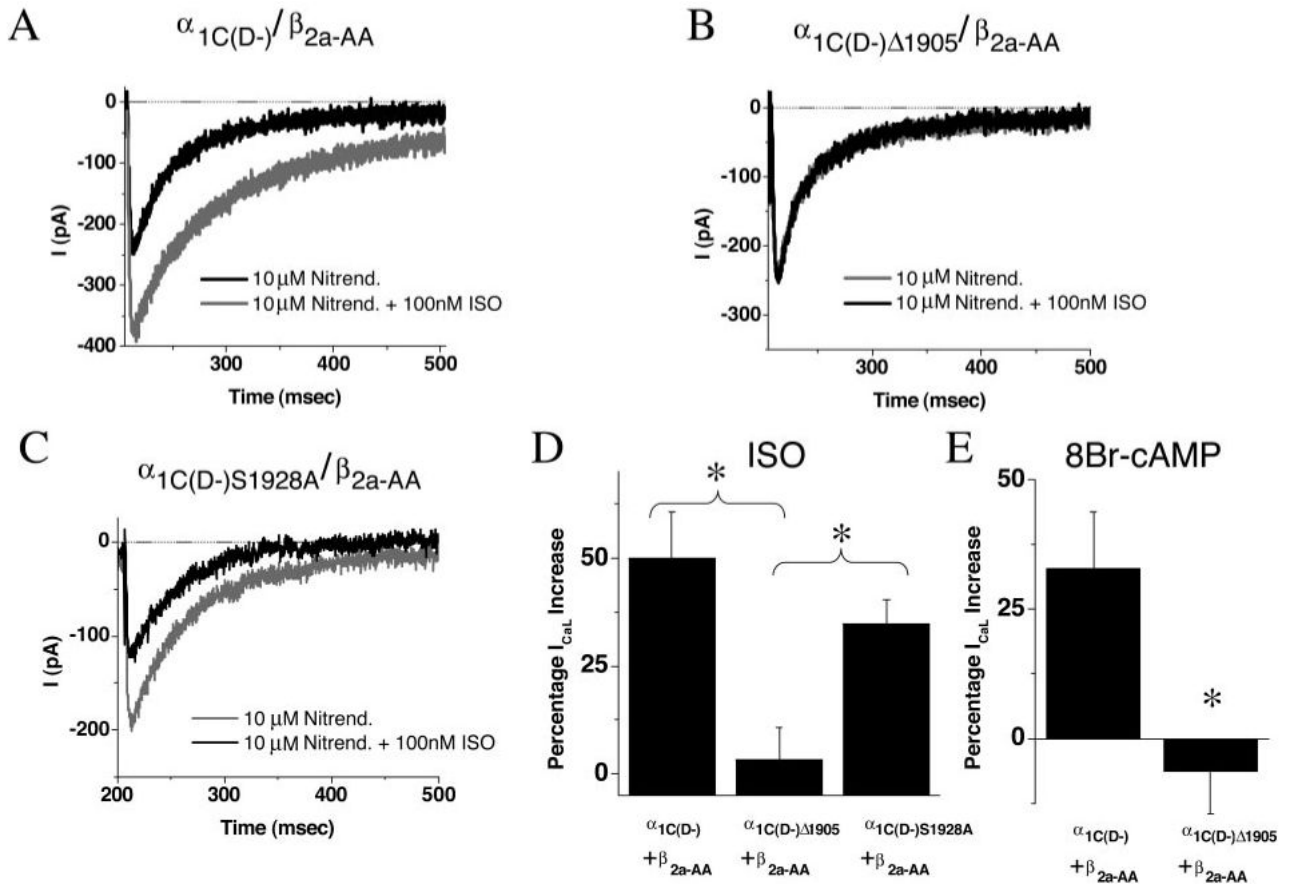 A
α1C(D-)/β2a-AA
0
-100
-200
-300
-400
I (pA)
300
400
500
Time (msec)
10 μM Nitrend.
10 μM Nitrend. + 100nM ISO
B
α1C(D-)Δ1905/β2a-AA
0
-100
-200
-300
I (pA)
300
400
500
Time (msec)
10 μM Nitrend.
10 μM Nitrend. + 100nM ISO
C
α1C(D-)S1928A/β2a-AA
0
-100
-200
I (pA)
200
300
400
500
Time (msec)
10 μM Nitrend.
10 μM Nitrend. + 100nM ISO
D
ISO
*
*
50
25
0
Percentage ICaL Increase
α1C(D-)
+β2a-AA
α1C(D-)Δ1905
+β2a-AA
α1C(D-)S1928A
+β2a-AA
E
8Br-cAMP
50
25
0
Percentage ICaL Increase
*
α1C(D-)
+β2a-AA
α1C(D-)Δ1905
+β2a-AA